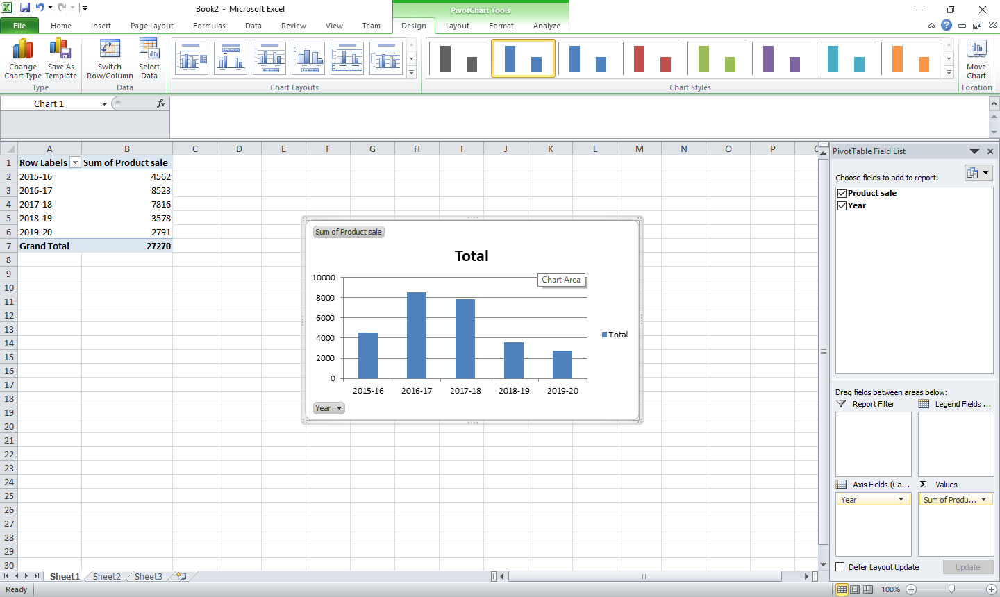 Book2 - Microsoft Excel
PivotChart Tools
File Home Insert Page Layout Formulas Data Review View Team Design Layout Format Analyze
Change Chart Type
Save As Template
Switch Row/Column
Select Data
Move Chart
Type Data Chart Layouts Chart Styles Location
Chart 1 fx
A B C D E F G H I J K L M N O P
1 Row Labels Sum of Product sale
2 2015-16 4562
3 2016-17 8523
4 2017-18 7816
5 2018-19 3578
6 2019-20 2791
7 Grand Total 27270
8
9
10
11
12
13
14
15
16
17
18
19
20
21
22
23
24
25
26
27
28
29
30
Sum of Product sale
Total
Chart Area
10000
8000
6000
4000
2000
0
2015-16 2016-17 2017-18 2018-19 2019-20
Total
Year
PivotTable Field List
Choose fields to add to report:
Product sale
Year
Drag fields between areas below:
Report Filter Legend Fields ...
Axis Fields (Ca... Σ Values
Year Sum of Produ...
Defer Layout Update Update
Sheet1 Sheet2 Sheet3
Ready 100%